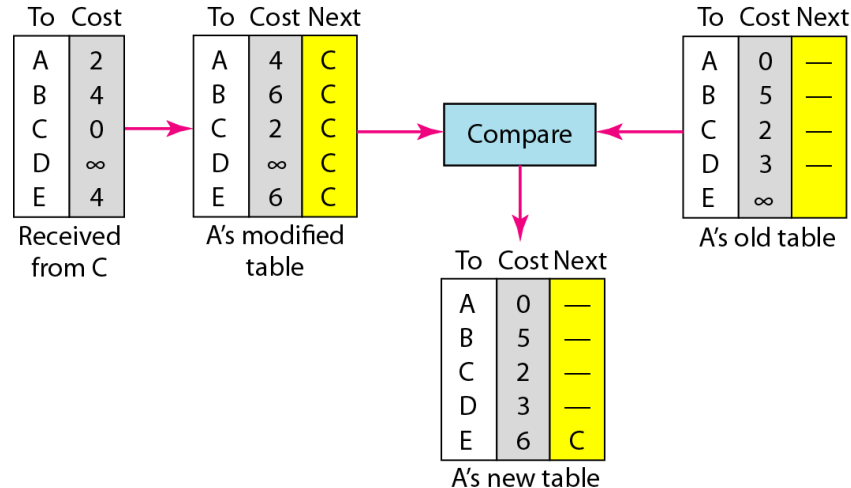 To Cost
A 2
B 4
C 0
D ∞
E 4
Received
from C
To Cost Next
A 4 C
B 6 C
C 2 C
D ∞ C
E 6 C
A's modified
table
Compare
To Cost Next
A 0 —
B 5 —
C 2 —
D 3 —
E ∞
A's old table
To Cost Next
A 0 —
B 5 —
C 2 —
D 3 —
E 6 C
A's new table